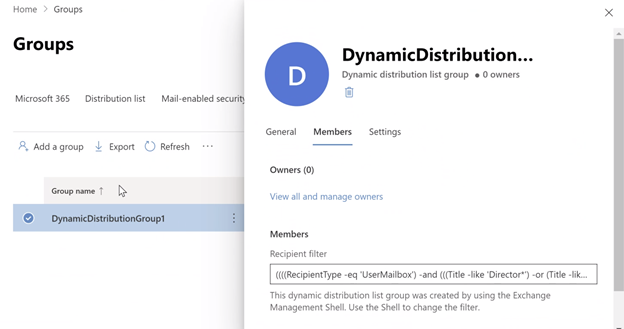 Home > Groups
Groups
Microsoft 365 Distribution list Mail-enabled security
Add a group Export Refresh ...
Group name ↑
DynamicDistributionGroup1
D
DynamicDistribution...
Dynamic distribution list group ● 0 owners
General Members Settings
Owners (0)
View all and manage owners
Members
Recipient filter
((((RecipientType -eq 'UserMailbox') -and (((Title -like 'Director*') -or (Title -lik...
This dynamic distribution list group was created by using the Exchange
Management Shell. Use the Shell to change the filter.